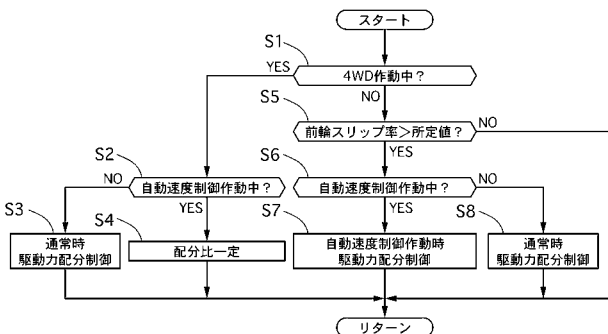 スタート
S1
4WD作動中？
YES
NO
S5
前輪スリップ率＞所定値？
NO
YES
S2
自動速度制御作動中？
NO
YES
S6
自動速度制御作動中？
NO
YES
S3
通常時
駆動力配分制御
S4
配分比一定
S7
自動速度制御作動時
駆動力配分制御
S8
通常時
駆動力配分制御
リターン